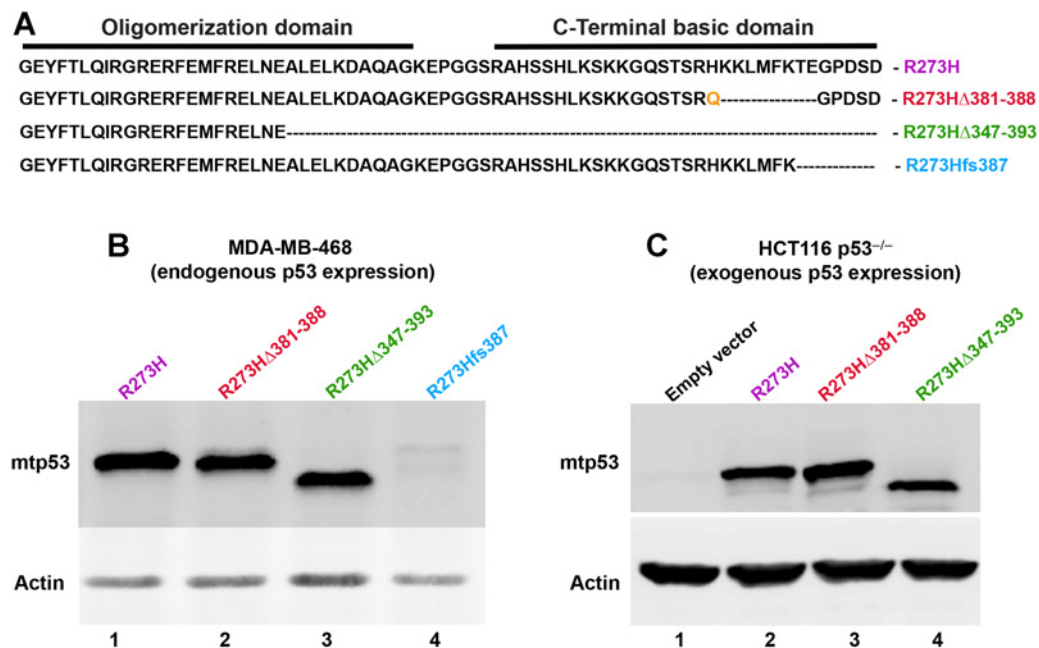 A
Oligomerization domain C-Terminal basic domain
GEYFTLQIRGRERFEMFRELNEALELKDAQAGKEPGGSRAHSSHLKSKKGQSTSRHKKLMFKTEGPDSD - R273H
GEYFTLQIRGRERFEMFRELNEALELKDAQAGKEPGGSRAHSSHLKSKKGQSTSRQ----------------GPDSD - R273HΔ381-388
GEYFTLQIRGRERFEMFRELNE------------------------------------------------------------------------------------------- - R273HΔ347-393
GEYFTLQIRGRERFEMFRELNEALELKDAQAGKEPGGSRAHSSHLKSKKGQSTSRHKKLMFK------------- - R273Hfs387
B
MDA-MB-468
(endogenous p53 expression)
R273H
R273HΔ381-388
R273HΔ347-393
R273Hfs387
mtp53
Actin
1 2 3 4
C
HCT116 p53–/–
(exogenous p53 expression)
Empty vector
R273H
R273HΔ381-388
R273HΔ347-393
mtp53
Actin
1 2 3 4